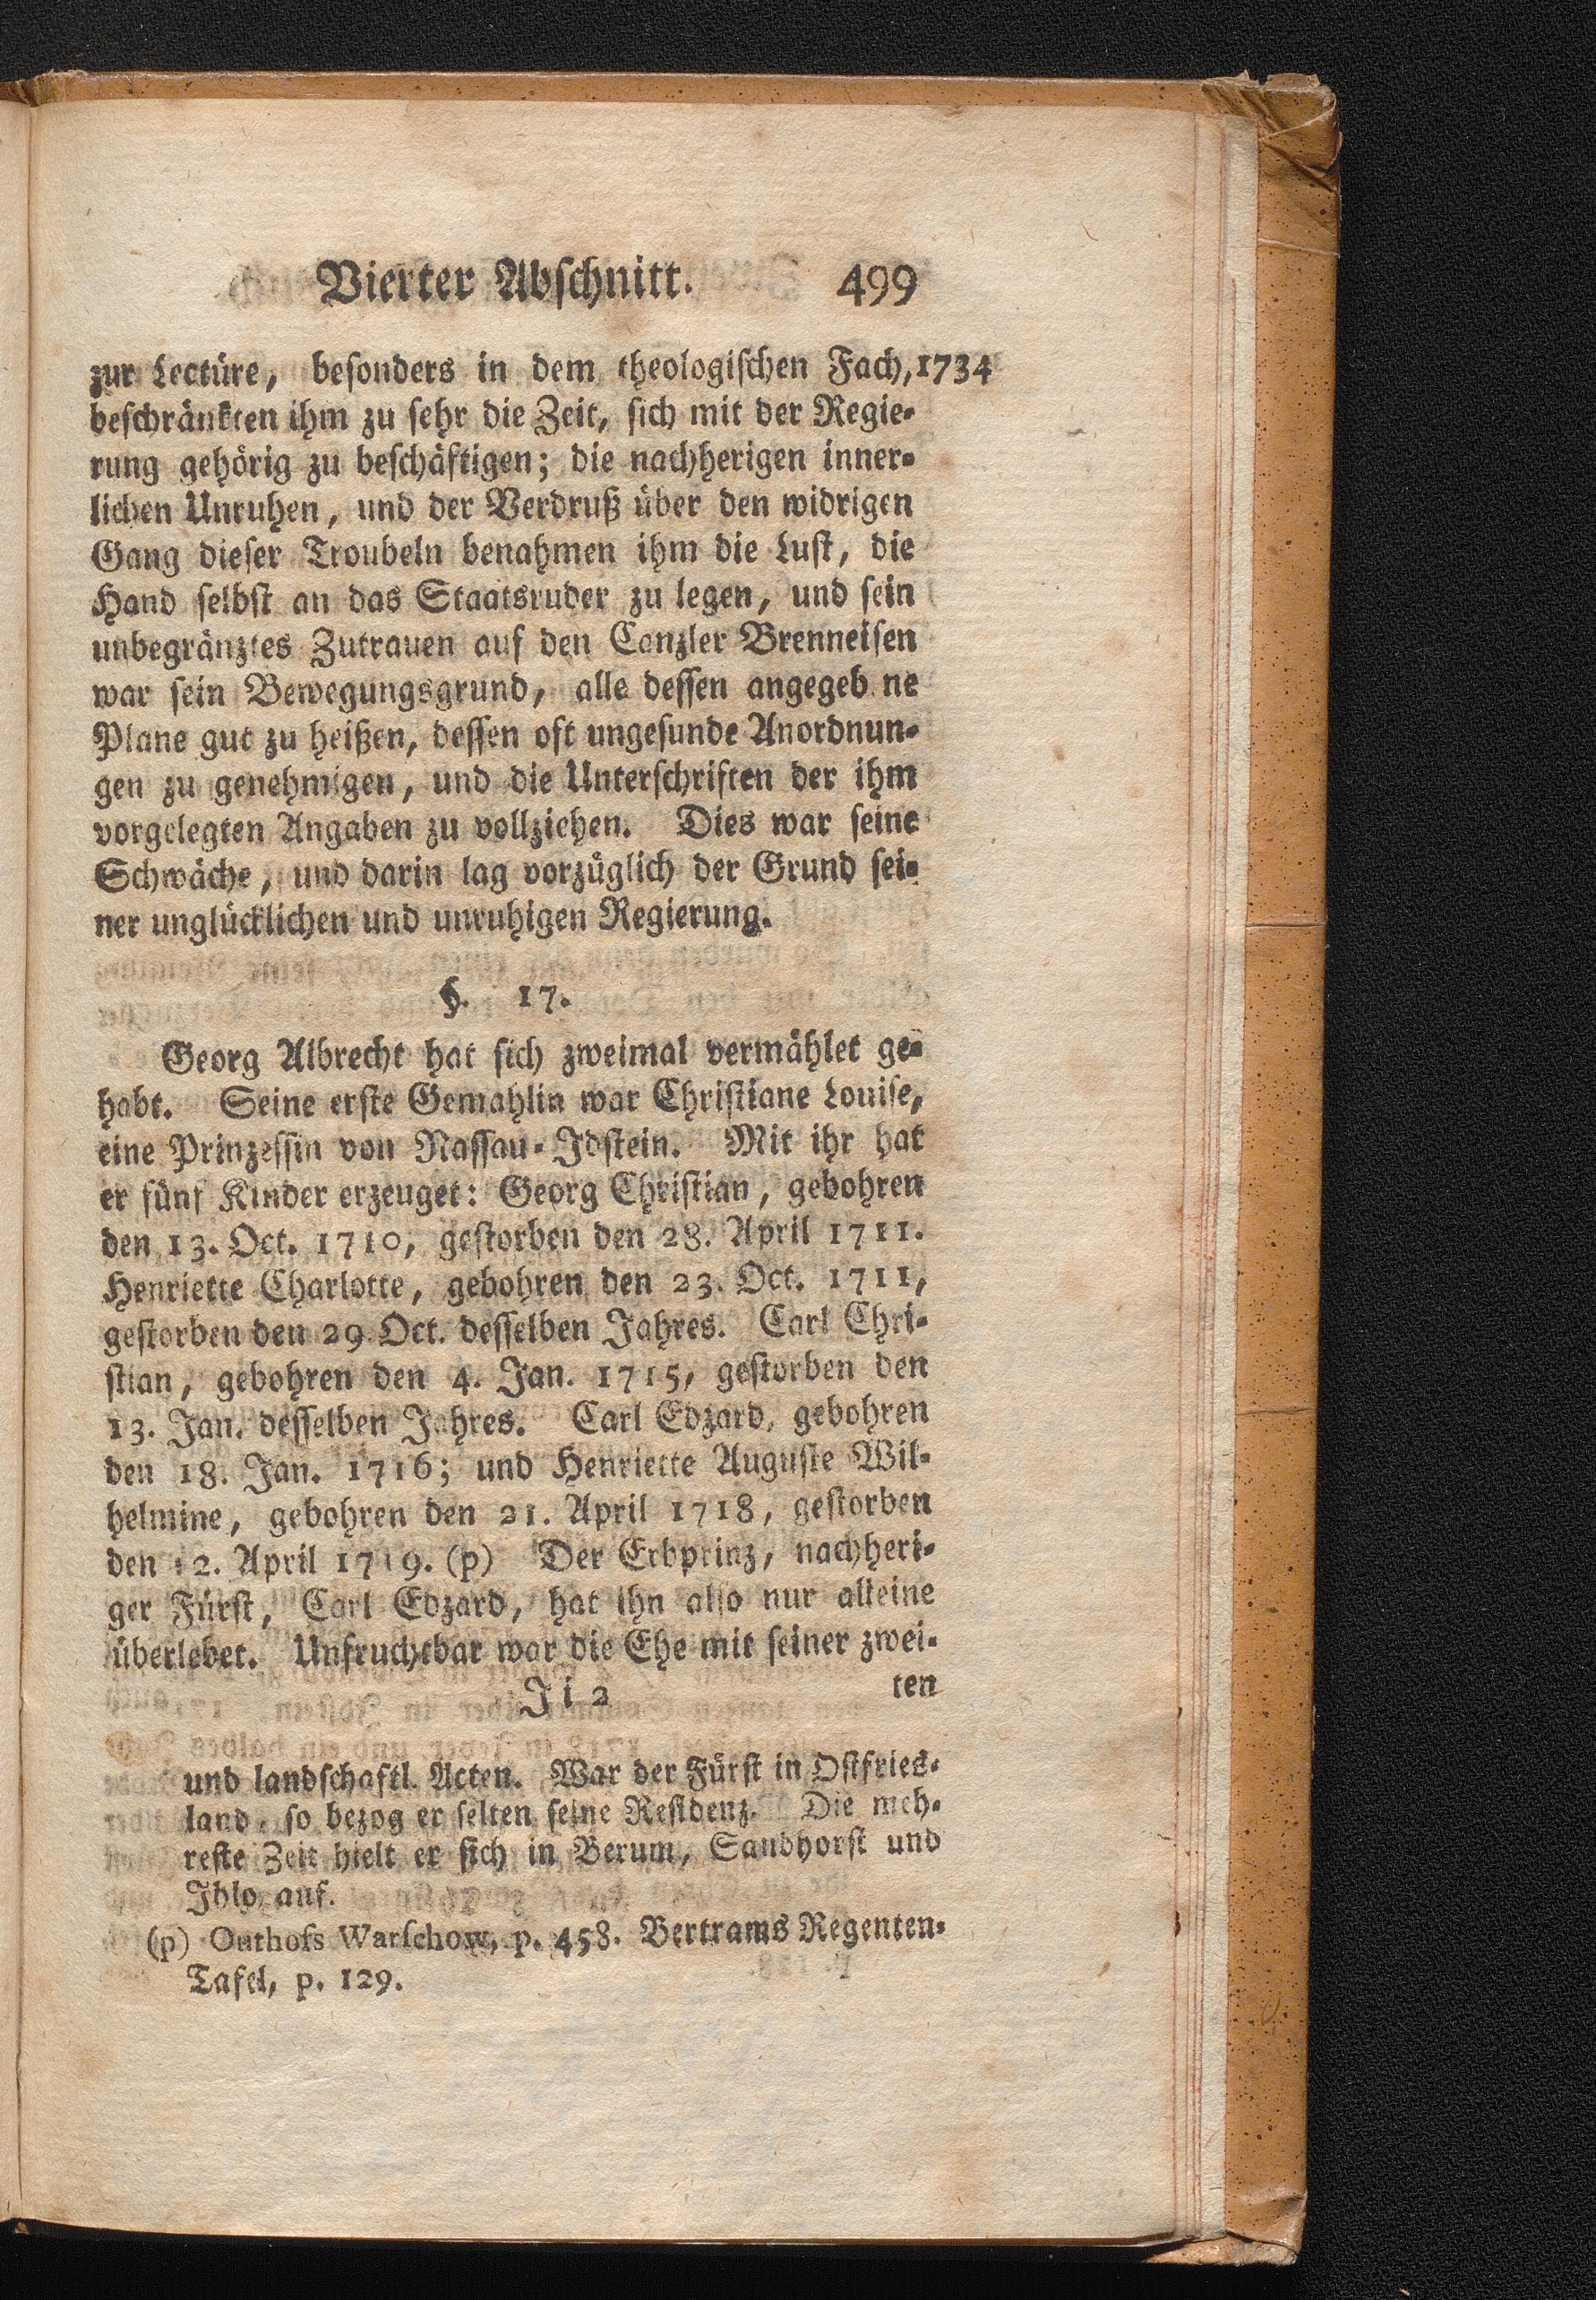 Vierter Abschnitt. 499
zur Lectüre, besonders in dem theologischen Fach, 1734
beschränkten ihm zu sehr die Zeit, sich mit der Regie-
rung gehörig zu beschäftigen; die nachherigen inner-
lichen Unruhen, und der Verdruß über den widrigen
Gang dieser Troubeln benahmen ihm die Lust, die
Hand selbst an das Staatsruder zu legen, und sein
unbegränztes Zutrauen auf den Canzler Brenneisen
war sein Bewegungsgrund, alle dessen angegeb ne
Plane gut zu heißen, dessen oft ungesunde Anordnun-
gen zu genehmigen, und die Unterschriften der ihm
vorgelegten Angaben zu vollziehen. Dies war seine
Schwäche, und darin lag vorzüglich der Grund sei-
ner unglücklichen und unruhigen Regierung.
§. 17.
Georg Albrecht hat sich zweimal vermählet ge-
habt. Seine erste Gemahlin war Christiane Louise,
eine Prinzessin von Nassau-Idstein. Mit ihr hat
er fünf Kinder erzeuget: Georg Christian, gebohren
den 13. Oct. 1710, gestorben den 28. April 1711.
Henriette Charlotte, gebohren den 23. Oct. 1711,
gestorben den 29 Oct. desselben Jahres. Carl Chri-
stian, gebohren den 4. Jan. 1715, gestorben den
13. Jan. desselben Jahres. Carl Edzard, gebohren
den 18. Jan. 1716; und Henriette Auguste Wil-
helmine, gebohren den 21. April 1718, gestorben
den 12. April 1719. (p) Der Erbprinz, nachheri-
ger Fürst, Carl Edzard, hat ihn also nur alleine
überlebet. Unfruchtbar war die Ehe mit seiner zwei-
Ji 2 ten
und landschaftl. Acten. War der Fürst in Ostfries-
land, so bezog er selten seine Residenz. Die meh-
reste Zeit hielt er sich in Berum, Sandhorst und
Ihlo auf.
(p) Outhofs Warschow, p. 458. Bertrams Regenten-
Tafel, p. 129.